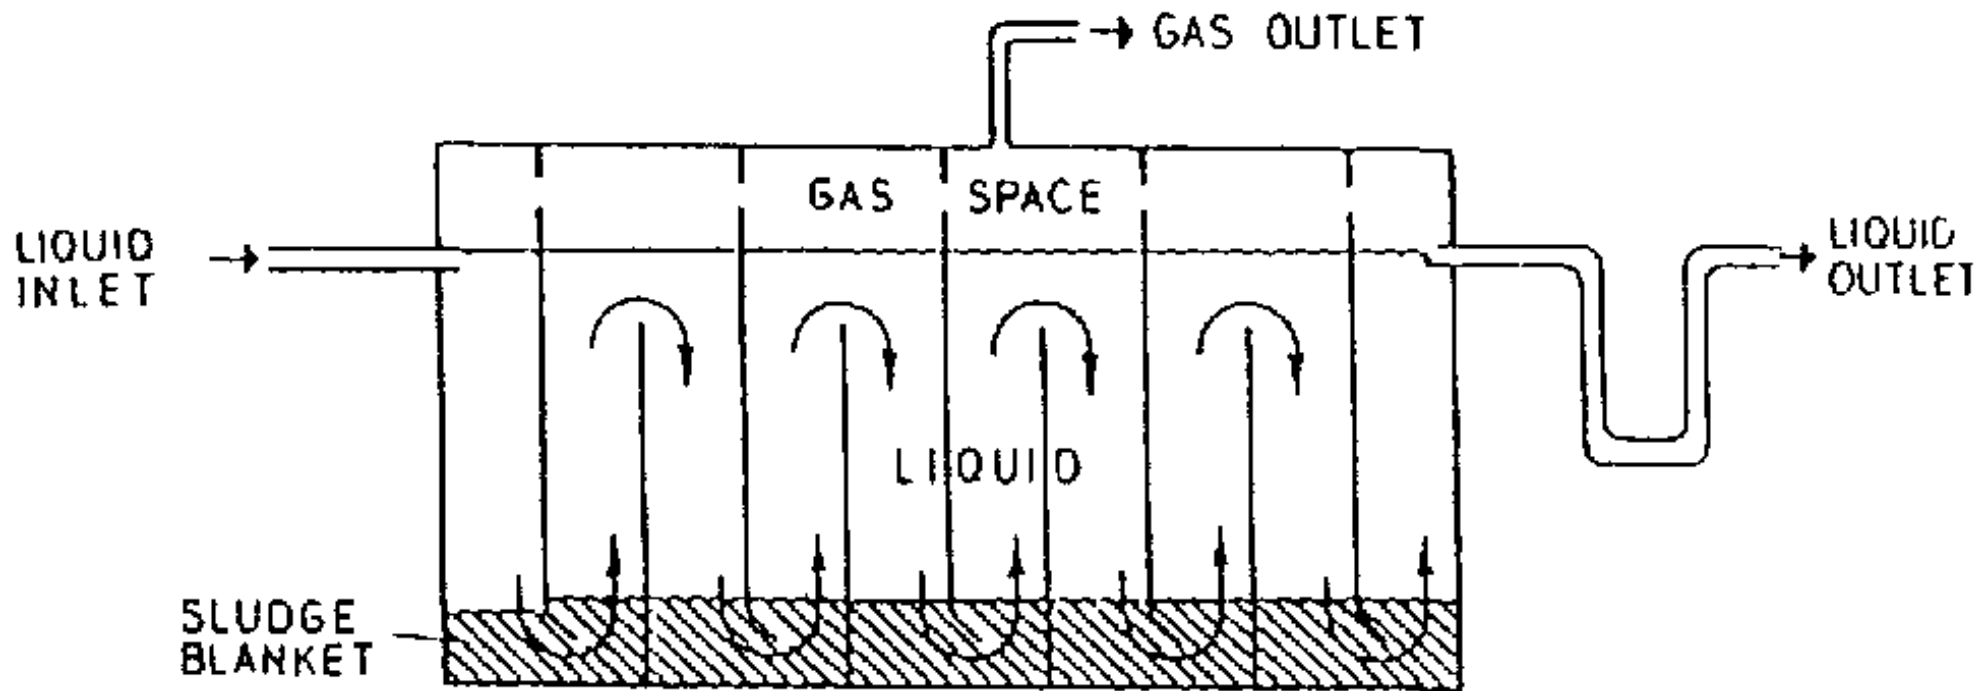 GAS OUTLET
GAS SPACE
LIQUID
INLET
LIQUID
OUTLET
LIQUID
SLUDGE
BLANKET